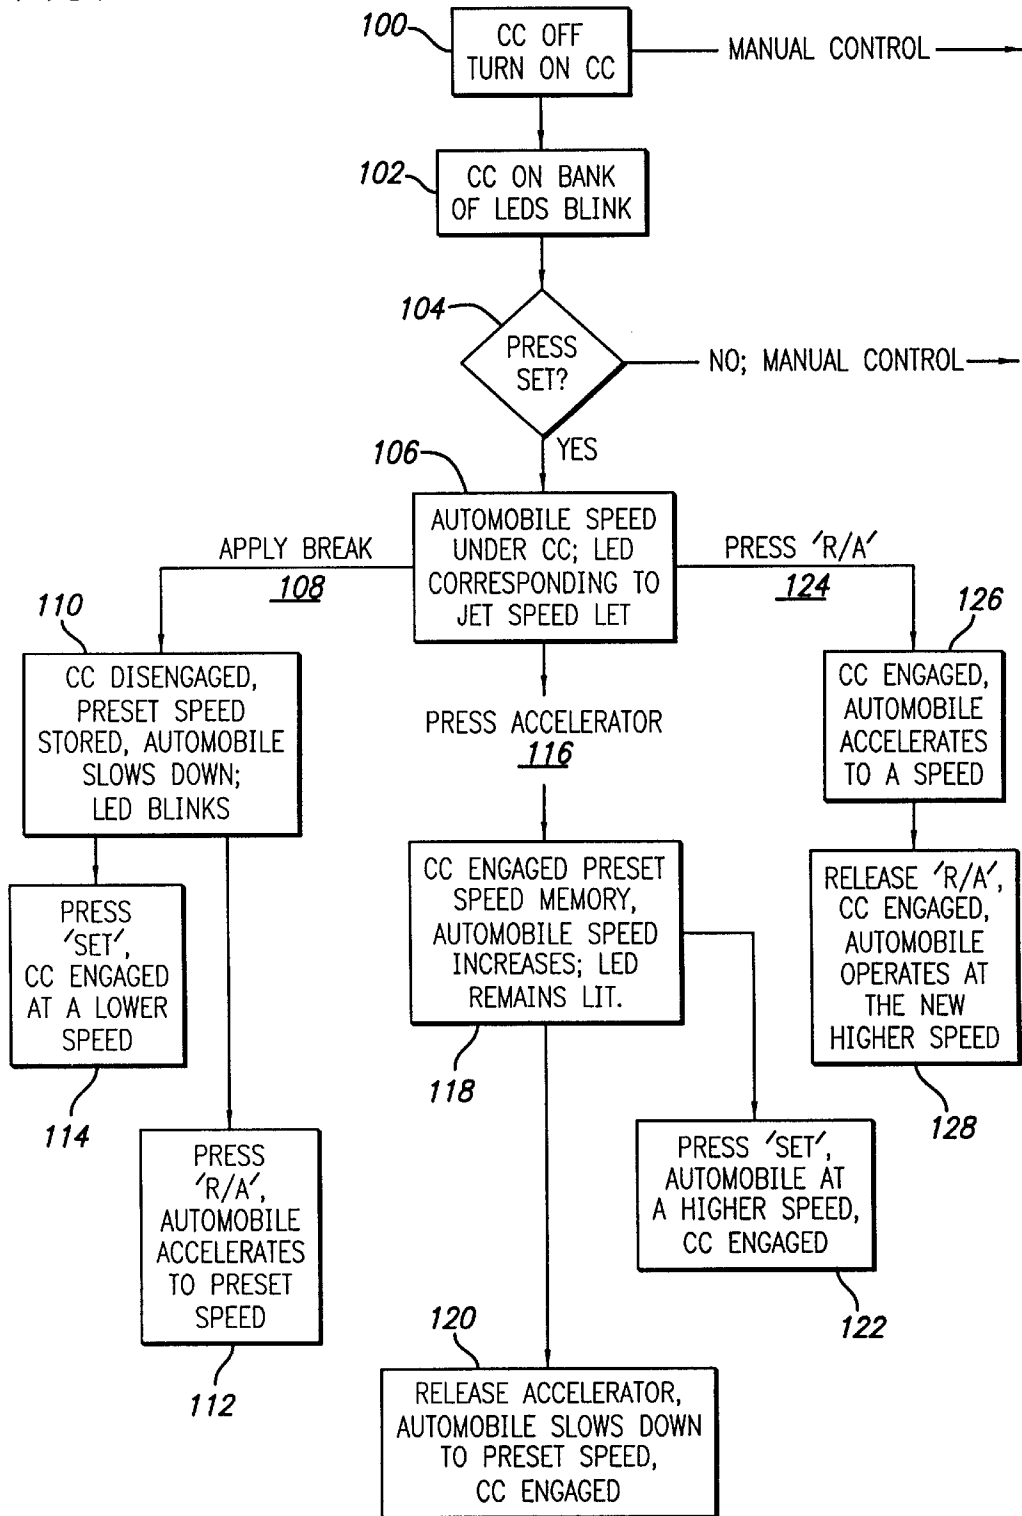 100
CC OFF
TURN ON CC
MANUAL CONTROL
102
CC ON BANK
OF LEDS BLINK
104
PRESS
SET?
NO; MANUAL CONTROL
YES
106
AUTOMOBILE SPEED
UNDER CC; LED
CORRESPONDING TO
JET SPEED LET
APPLY BREAK
108
PRESS 'R/A'
124
110
CC DISENGAGED,
PRESET SPEED
STORED, AUTOMOBILE
SLOWS DOWN;
LED BLINKS
PRESS ACCELERATOR
116
126
CC ENGAGED,
AUTOMOBILE
ACCELERATES
TO A SPEED
PRESS
'SET',
CC ENGAGED
AT A LOWER
SPEED
114
CC ENGAGED PRESET
SPEED MEMORY,
AUTOMOBILE SPEED
INCREASES; LED
REMAINS LIT.
118
RELEASE 'R/A',
CC ENGAGED,
AUTOMOBILE
OPERATES AT
THE NEW
HIGHER SPEED
128
PRESS
'R/A',
AUTOMOBILE
ACCELERATES
TO PRESET
SPEED
112
PRESS 'SET',
AUTOMOBILE AT
A HIGHER SPEED,
CC ENGAGED
122
120
RELEASE ACCELERATOR,
AUTOMOBILE SLOWS DOWN
TO PRESET SPEED,
CC ENGAGED